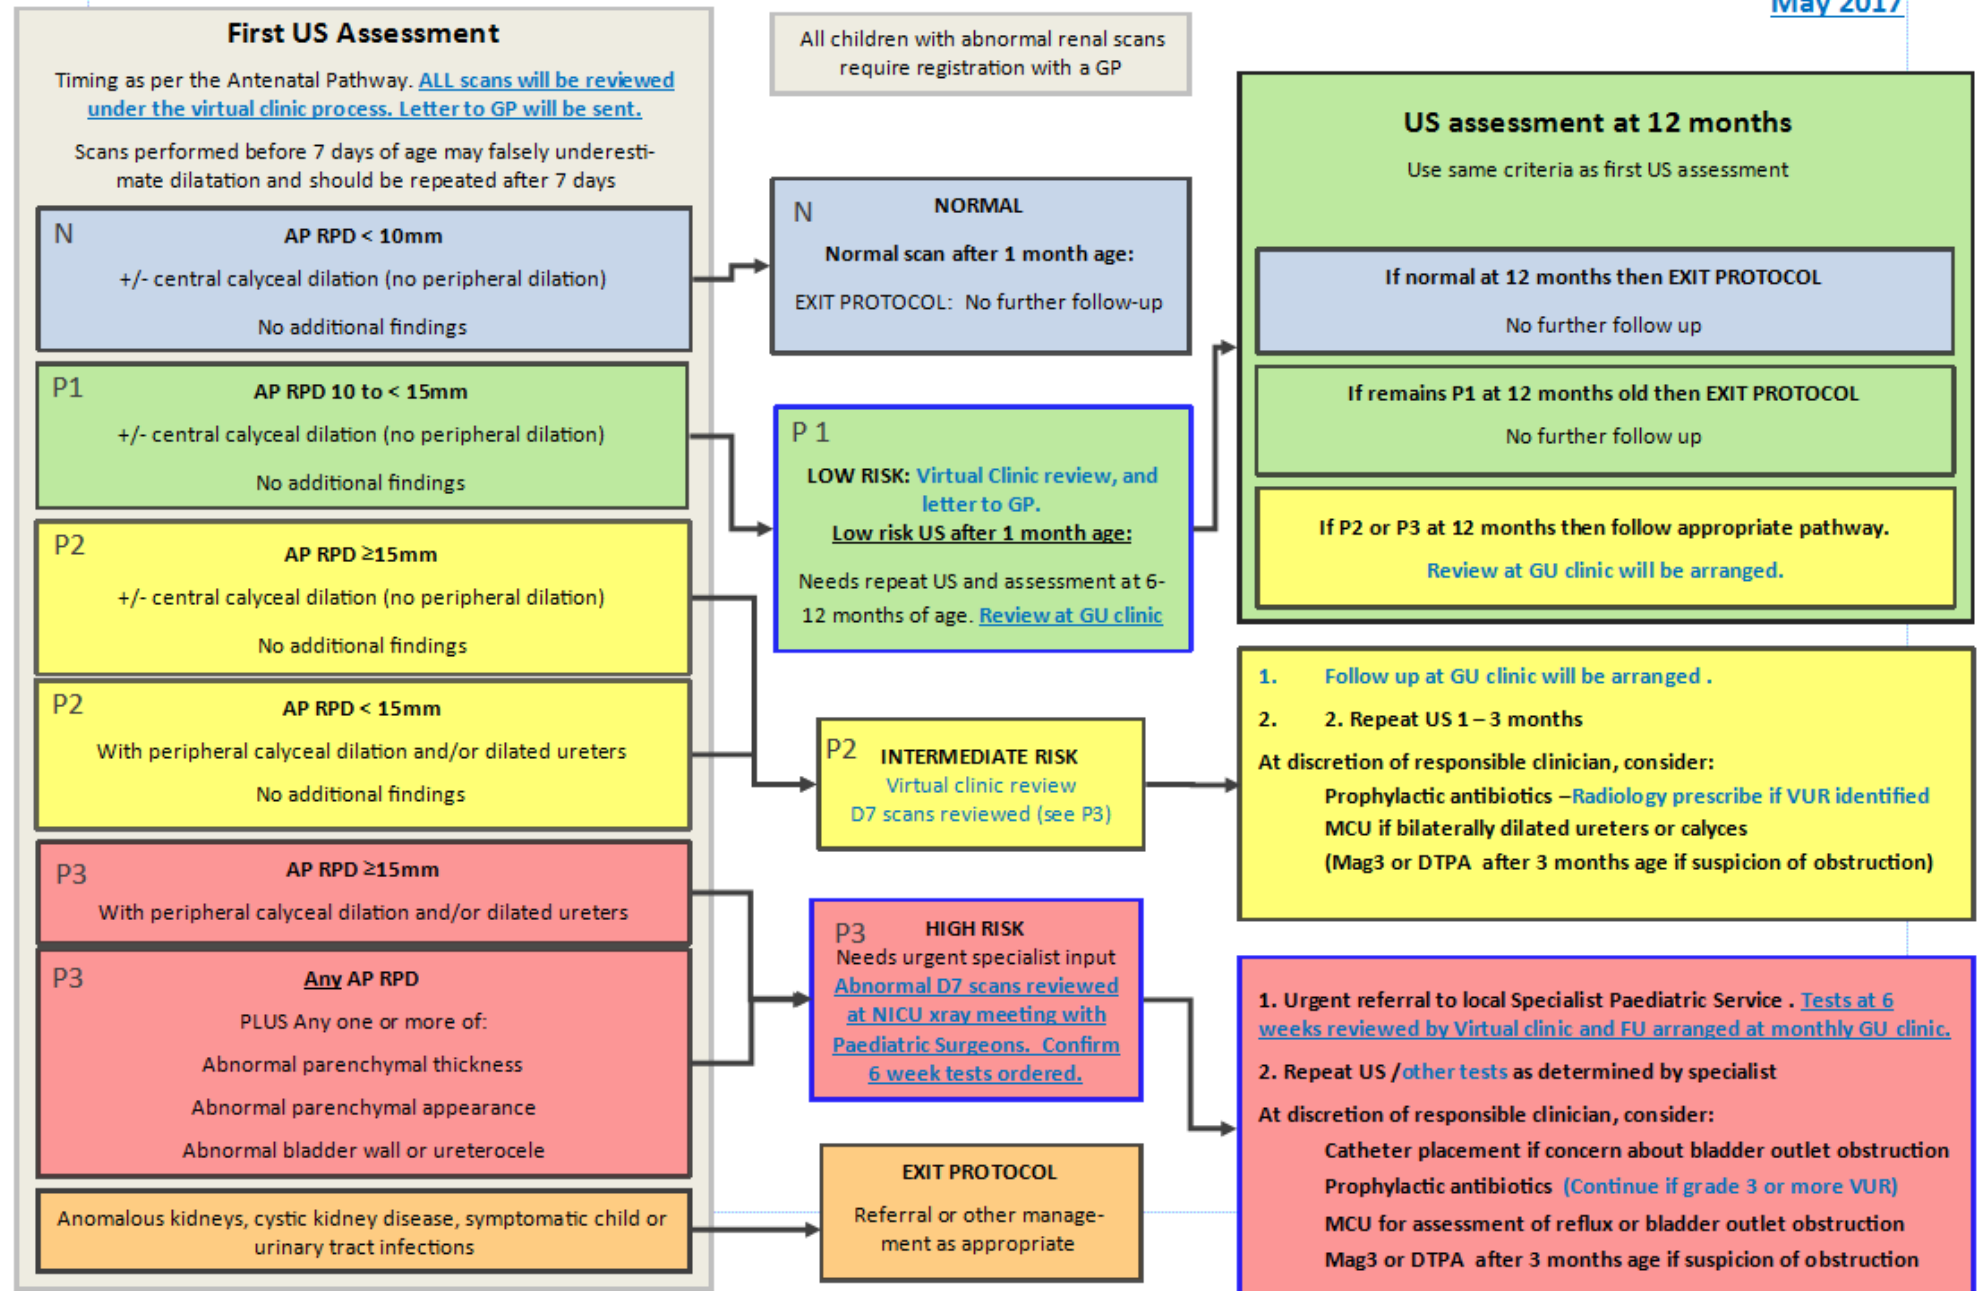 May 2017
First US Assessment
Timing as per the Antenatal Pathway. ALL scans will be reviewed
under the virtual clinic process. Letter to GP will be sent.
Scans performed before 7 days of age may falsely underesti-
mate dilatation and should be repeated after 7 days
N
AP RPD < 10mm
+/- central calyceal dilation (no peripheral dilation)
No additional findings
P1
AP RPD 10 to < 15mm
+/- central calyceal dilation (no peripheral dilation)
No additional findings
P2
AP RPD ≥15mm
+/- central calyceal dilation (no peripheral dilation)
No additional findings
P2
AP RPD < 15mm
With peripheral calyceal dilation and/or dilated ureters
No additional findings
P3
AP RPD ≥15mm
With peripheral calyceal dilation and/or dilated ureters
P3
Any AP RPD
PLUS Any one or more of:
Abnormal parenchymal thickness
Abnormal parenchymal appearance
Abnormal bladder wall or ureterocele
Anomalous kidneys, cystic kidney disease, symptomatic child or
urinary tract infections
All children with abnormal renal scans
require registration with a GP
N
NORMAL
Normal scan after 1 month age:
EXIT PROTOCOL: No further follow-up
P 1
LOW RISK: Virtual Clinic review, and
letter to GP.
Low risk US after 1 month age:
Needs repeat US and assessment at 6-
12 months of age. Review at GU clinic
P2
INTERMEDIATE RISK
Virtual clinic review
D7 scans reviewed (see P3)
P3
HIGH RISK
Needs urgent specialist input
Abnormal D7 scans reviewed
at NICU xray meeting with
Paediatric Surgeons. Confirm
6 week tests ordered.
EXIT PROTOCOL
Referral or other manage-
ment as appropriate
US assessment at 12 months
Use same criteria as first US assessment
If normal at 12 months then EXIT PROTOCOL
No further follow up
If remains P1 at 12 months old then EXIT PROTOCOL
No further follow up
If P2 or P3 at 12 months then follow appropriate pathway.
Review at GU clinic will be arranged.
1. Follow up at GU clinic will be arranged .
2. 2. Repeat US 1 – 3 months
At discretion of responsible clinician, consider:
Prophylactic antibiotics –Radiology prescribe if VUR identified
MCU if bilaterally dilated ureters or calyces
(Mag3 or DTPA after 3 months age if suspicion of obstruction)
1. Urgent referral to local Specialist Paediatric Service . Tests at 6
weeks reviewed by Virtual clinic and FU arranged at monthly GU clinic.
2. Repeat US /other tests as determined by specialist
At discretion of responsible clinician, consider:
Catheter placement if concern about bladder outlet obstruction
Prophylactic antibiotics (Continue if grade 3 or more VUR)
MCU for assessment of reflux or bladder outlet obstruction
Mag3 or DTPA after 3 months age if suspicion of obstruction